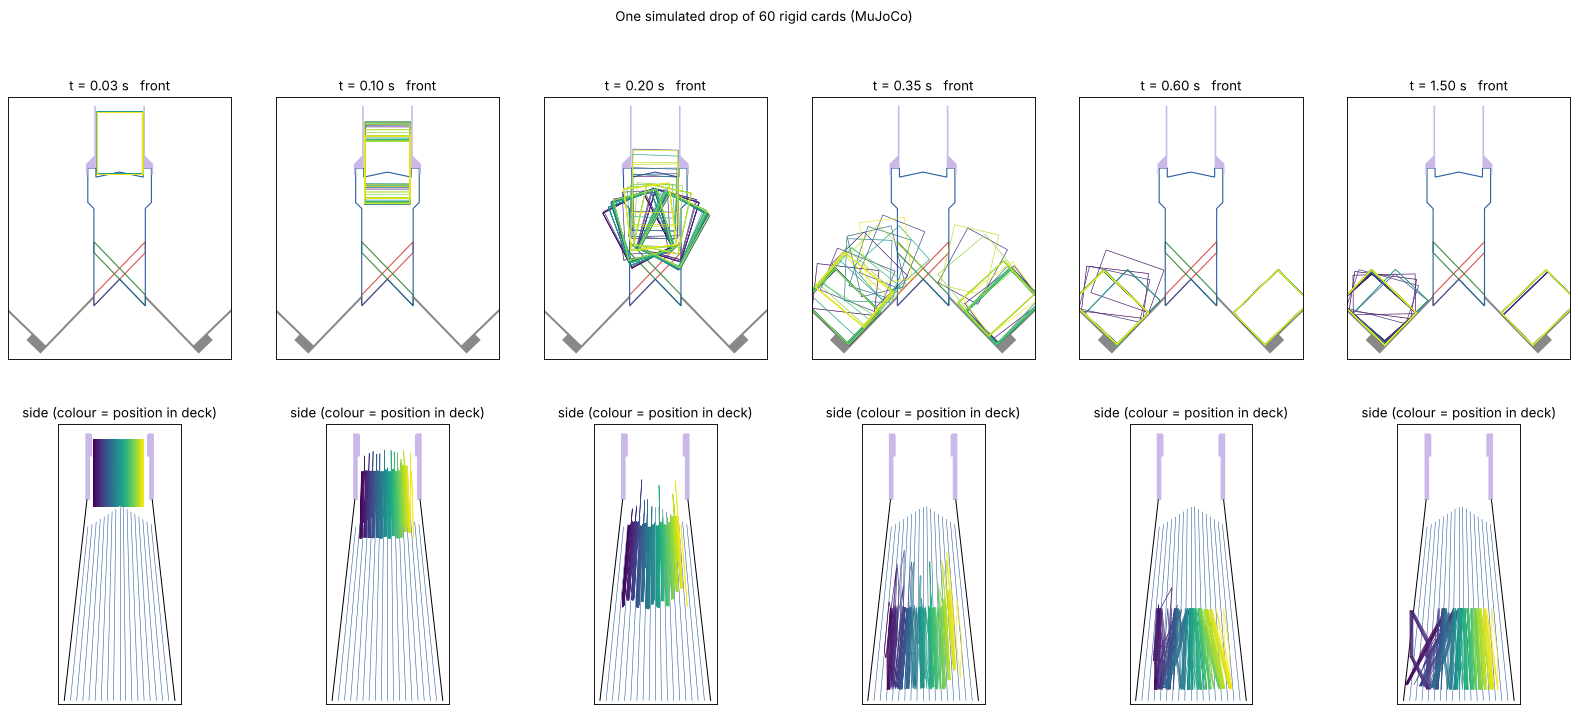 One simulated drop of 60 rigid cards (MuJoCo)
t = 0.03 s front
t = 0.10 s front
t = 0.20 s front
t = 0.35 s front
t = 0.60 s front
t = 1.50 s front
side (colour = position in deck)
side (colour = position in deck)
side (colour = position in deck)
side (colour = position in deck)
side (colour = position in deck)
side (colour = position in deck)